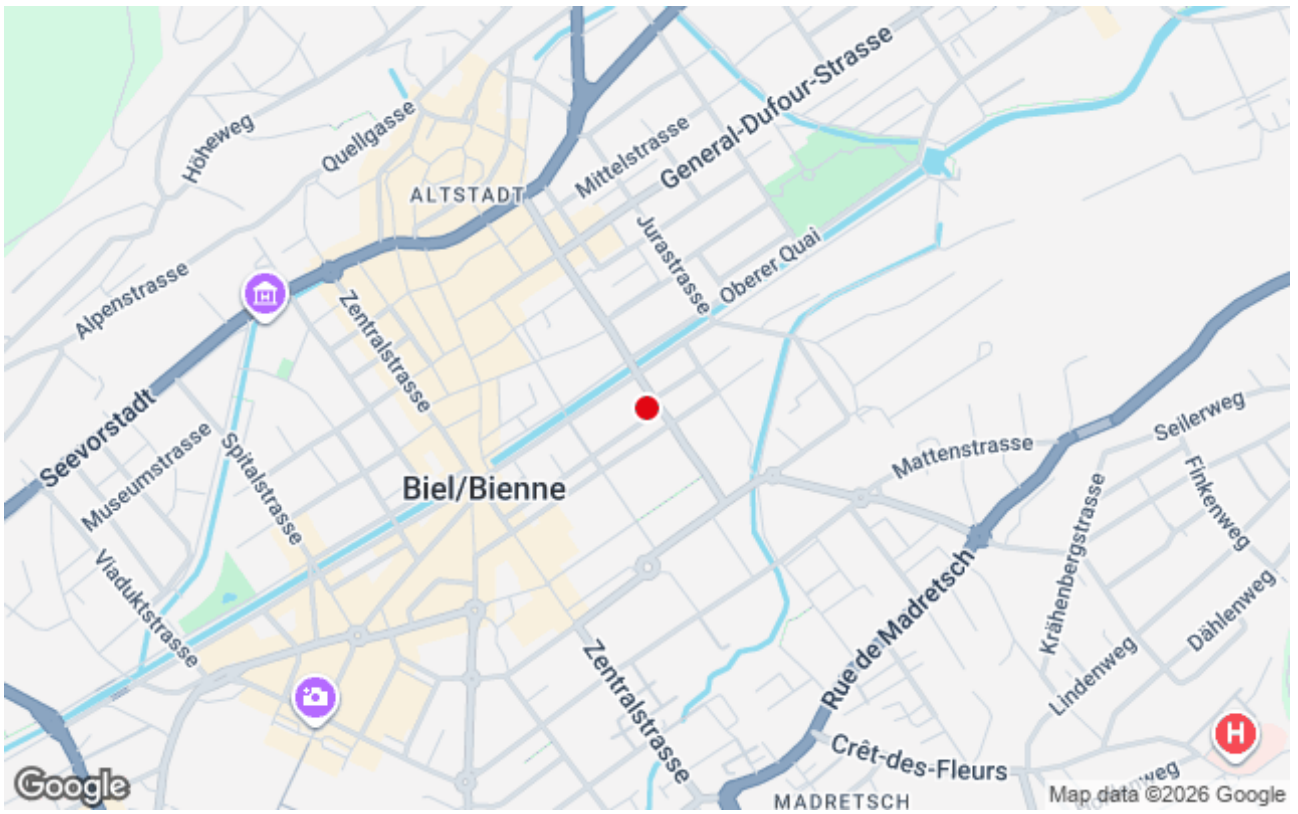 General-Dufour-Strasse
Höheweg
Quellgasse
Mittelstrasse
ALTSTADT
Jurastrasse
Oberer Quai
Alpenstrasse
Zentralstrasse
Seevorstadt
Museumstrasse
Spitalstrasse
Biel/Bienne
Seilerweg
Mattenstrasse
Finkenweg
Krähenbergstrasse
Viaduktstrasse
Rue de Madretsch
Dählenweg
Lindenweg
Zentralstrasse
Crêt-des-Fleurs
H
Google
MADRETSCH
Map data ©2026 Google